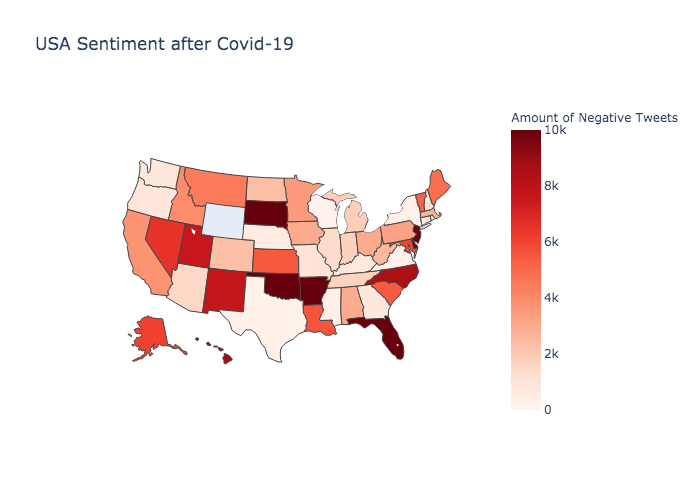 USA Sentiment after Covid-19
Amount of Negative Tweets
10k
8k
6k
4k
2k
0